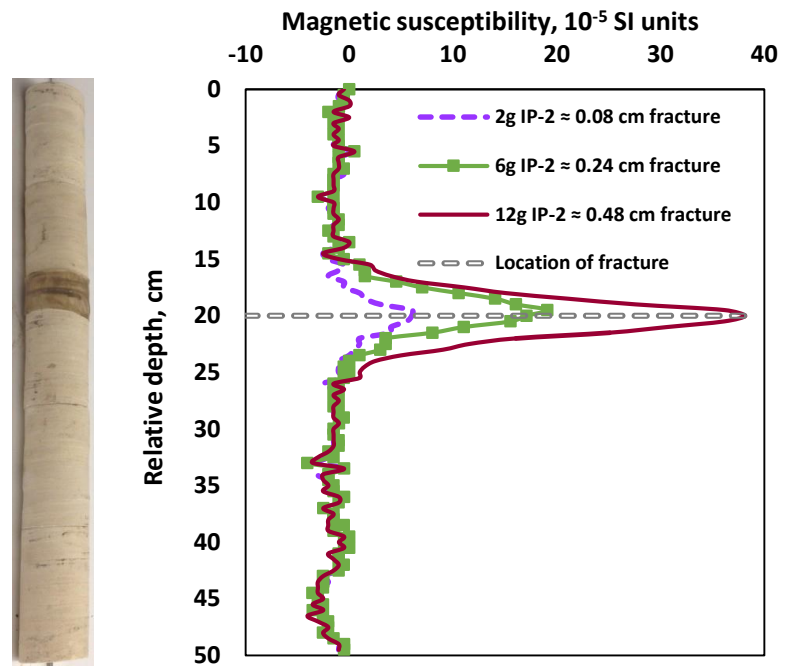 Magnetic susceptibility, 10⁻⁵ SI units
-10 0 10 20 30 40
0
5
10
15
20
25
30
35
40
45
50
Relative depth, cm
2g IP-2 ≈ 0.08 cm fracture
6g IP-2 ≈ 0.24 cm fracture
12g IP-2 ≈ 0.48 cm fracture
Location of fracture